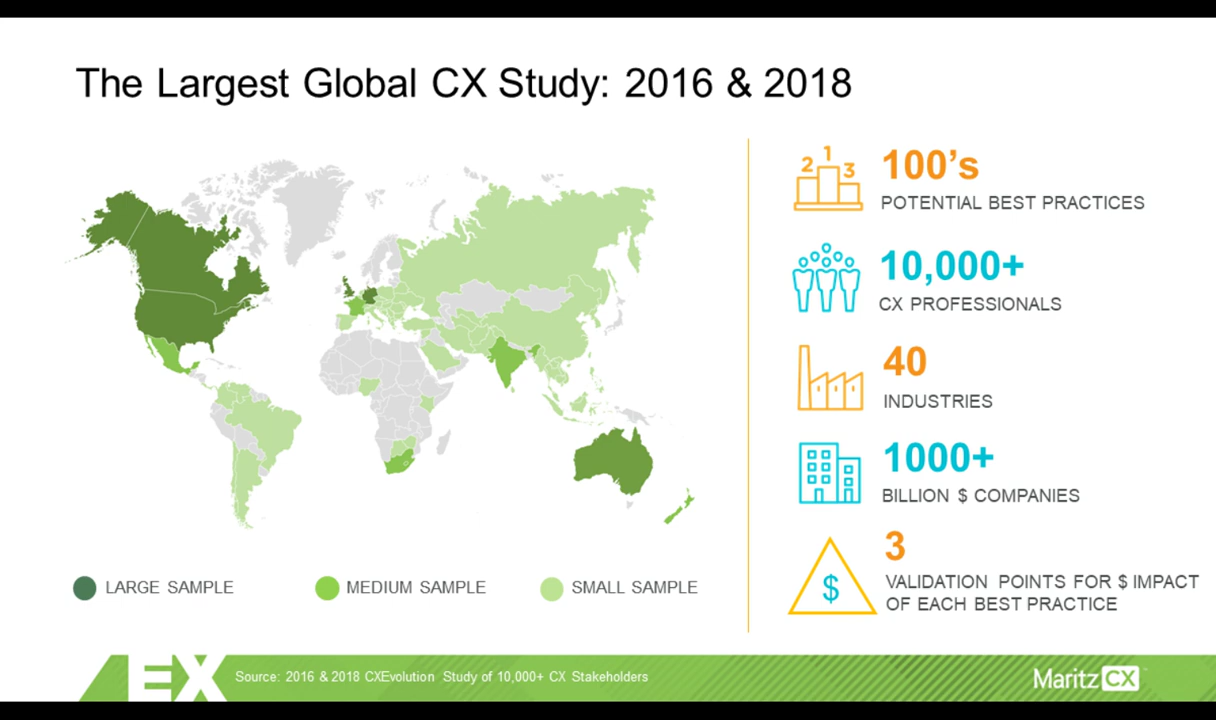 The Largest Global CX Study: 2016 & 2018
2 1 3
100's
POTENTIAL BEST PRACTICES
10,000+
CX PROFESSIONALS
40
INDUSTRIES
1000+
BILLION $ COMPANIES
3
$
VALIDATION POINTS FOR $ IMPACT
OF EACH BEST PRACTICE
LARGE SAMPLE
MEDIUM SAMPLE
SMALL SAMPLE
EX
Source: 2016 & 2018 CXEvolution Study of 10,000+ CX Stakeholders
MaritzCX